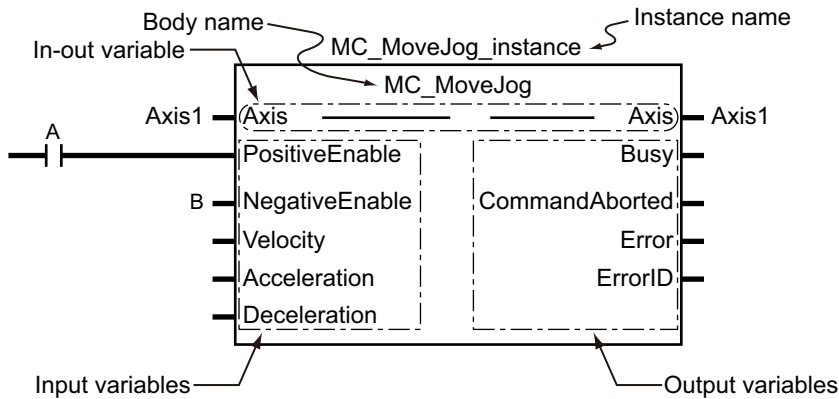 Body name
Instance name
In-out variable
MC_MoveJog_instance
MC_MoveJog
Axis1
Axis
Axis
Axis1
A
PositiveEnable
Busy
B
NegativeEnable
CommandAborted
Velocity
Error
Acceleration
ErrorID
Deceleration
Input variables
Output variables